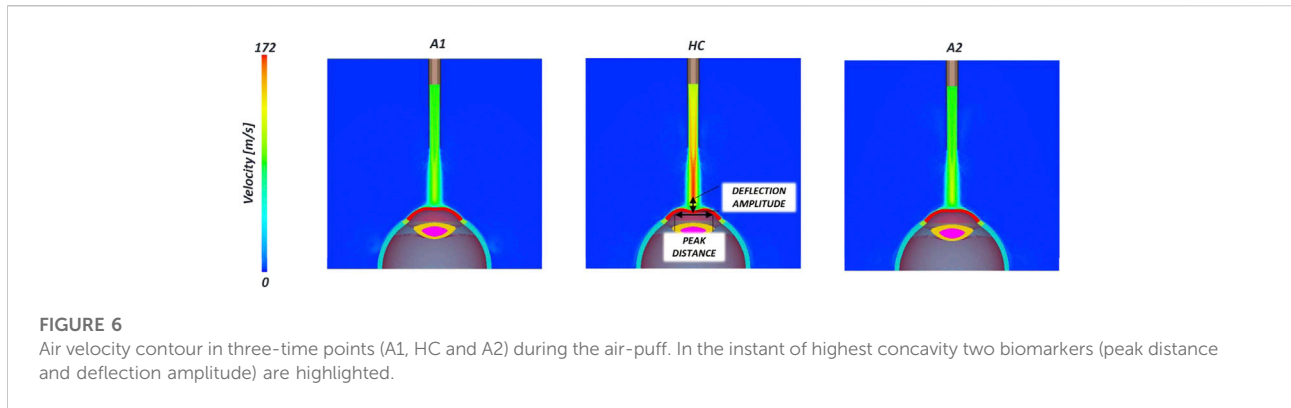 A1
HC
A2
172
Velocity [m/s]
0
DEFLECTION
AMPLITUDE
PEAK
DISTANCE
FIGURE 6
Air velocity contour in three-time points (A1, HC and A2) during the air-puff. In the instant of highest concavity two biomarkers (peak distance
and deflection amplitude) are highlighted.